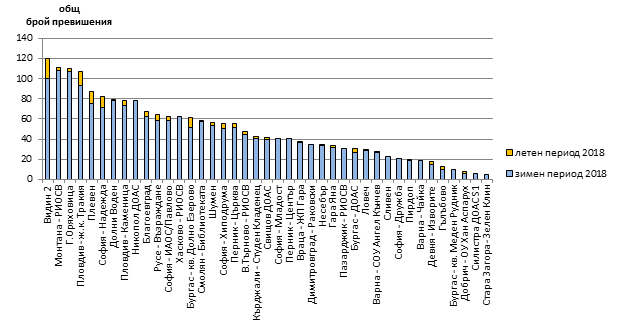 общ
брой превишения
140
120
100
80
60
40
20
0
Видин 2
Монтана - РИОСВ
Г.Оряховица
Пловдив - ж.к. Тракия
Плевен
София - Надежда
Долни Воден
Пловдив - Каменица
Никопол ДОАС
Благоевград
Русе - Възраждане
София - ИАОС/Павлово
Хасково - РИОСВ
Бургас - кв. Долно Езерово
Смолян - Библиотеката
Шумен
София - Хиподрума
Перник - Църква
В.Търново - РИОСВ
Кърджали - Студен Кладенец
Свищов ДОАС
София - Младост
Перник - Център
Враца - ЖП Гара
Димитровград - Раковски
Несебър
Гара Яна
Пазарджик - РИОСВ
Бургас - ДОАС
Ловеч
Варна - СОУ Ангел Кънчев
Сливен
София - Дружба
Пирдоп
Варна - Чайка
Девня - Изворите
Гълъбово
Бургас - кв. Меден Рудник
Добрич - ОУ Хан Аспарух
Силистра ДОАС S1
Стара Загора - Зелен Клин
летен период 2018
зимен период 2018